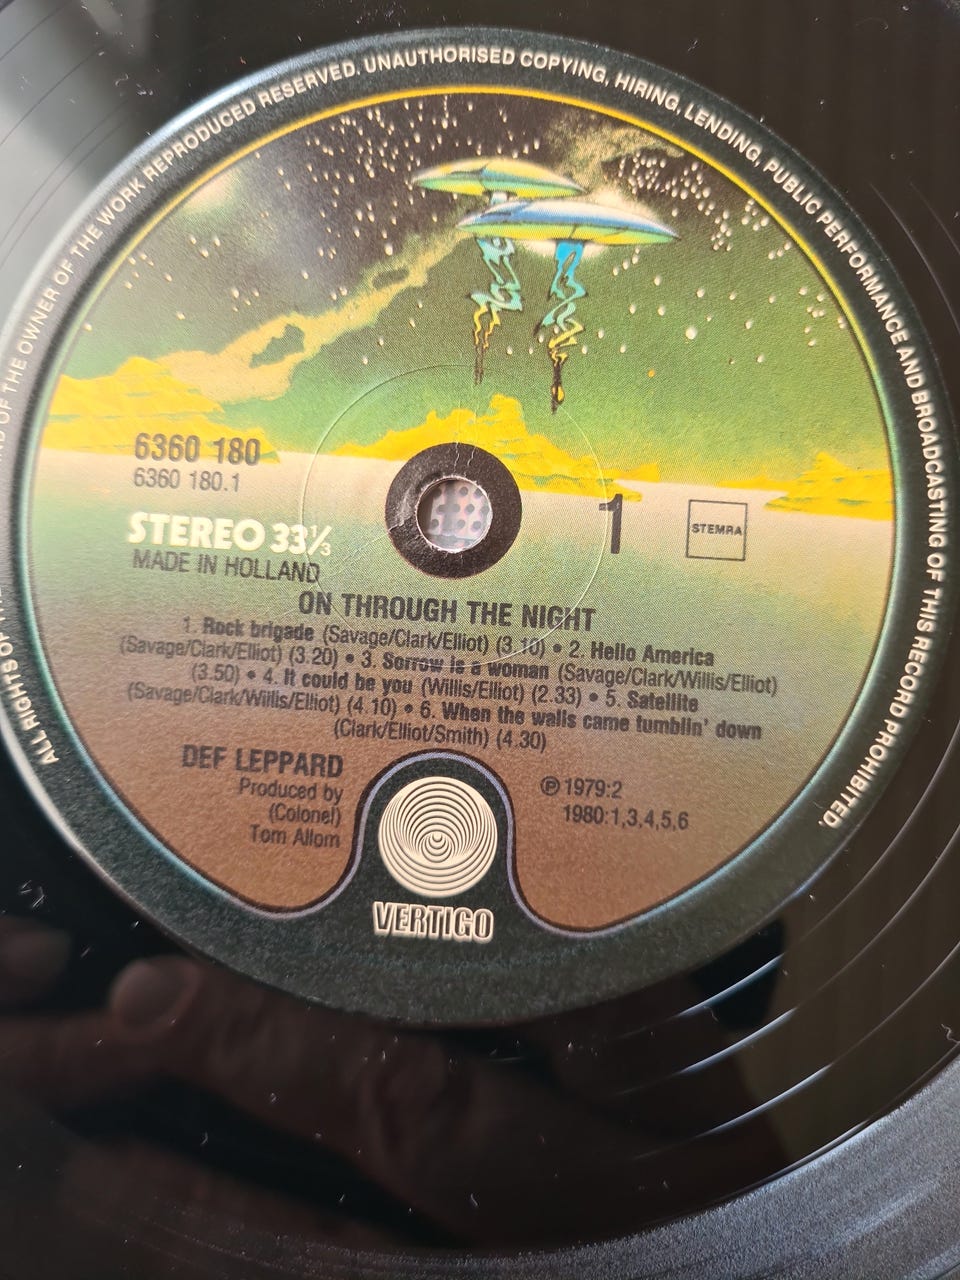 ALL RIGHTS OF THE OF THE OWNER OF THE WORK REPRODUCED RESERVED. UNAUTHORISED COPYING, HIRING, LENDING, PUBLIC PERFORMANCE AND BROADCASTING OF THIS RECORD PROHIBITED.
6360 180
6360 180.1
STEREO 33⅓
MADE IN HOLLAND
1
STEMRA
ON THROUGH THE NIGHT
1. Rock brigade (Savage/Clark/Elliot) (3.10) • 2. Hello America
(Savage/Clark/Elliot) (3.20) • 3. Sorrow is a woman (Savage/Clark/Willis/Elliot)
(3.50) • 4. It could be you (Willis/Elliot) (2.33) • 5. Satellite
(Savage/Clark/Willis/Elliot) (4.10) • 6. When the walls came tumblin' down
(Clark/Elliot/Smith) (4.30)
DEF LEPPARD
Produced by
(Colonel)
Tom Allom
℗ 1979:2
1980:1,3,4,5,6
VERTIGO